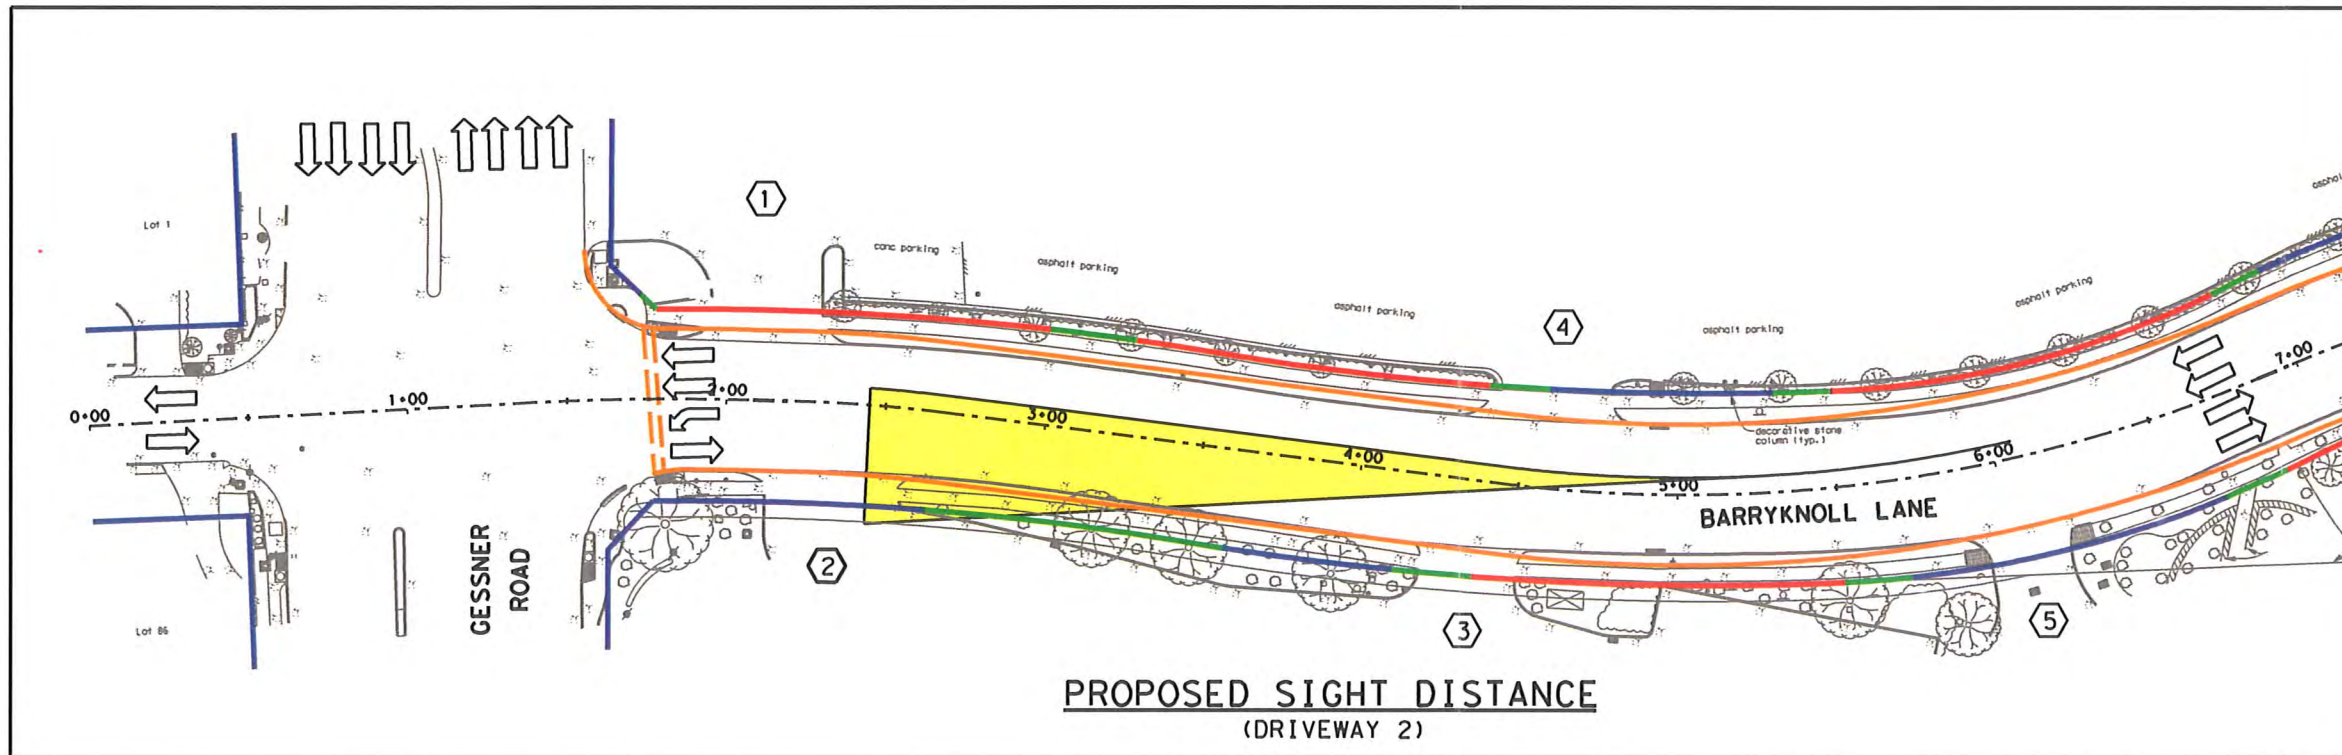 Lot 1
1
conc parking
asphalt parking
asphalt parking
4
asphalt parking
asphalt parking
0+00
1+00
2+00
3+00
4+00
5+00
6+00
7+00
decorative stone
column (typ.)
BARRYKNOLL LANE
GESSNER
ROAD
2
3
5
Lot 86
PROPOSED SIGHT DISTANCE
(DRIVEWAY 2)